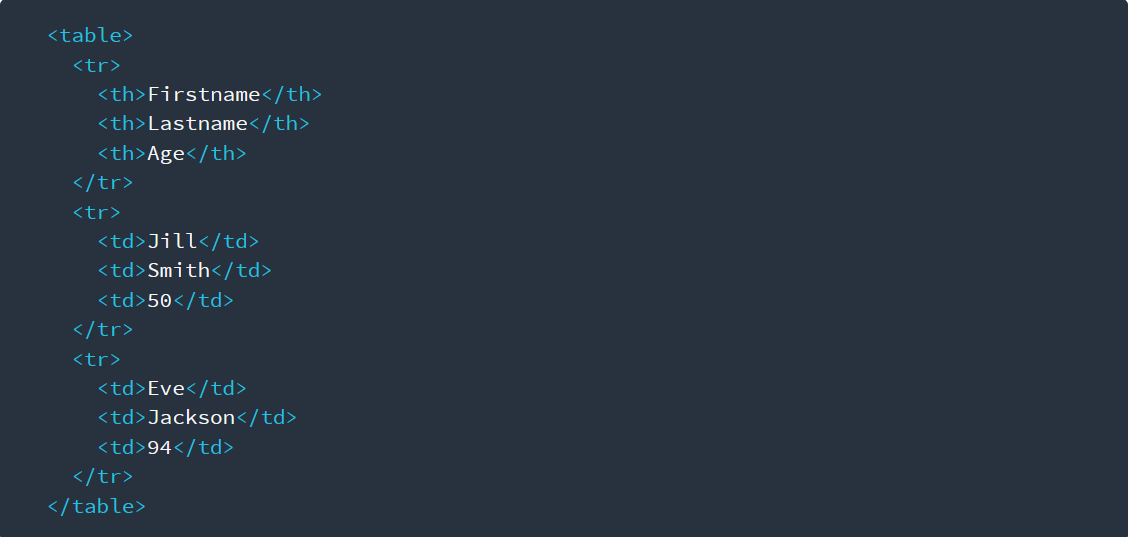 <table>
  <tr>
    <th>Firstname</th>
    <th>Lastname</th>
    <th>Age</th>
  </tr>
  <tr>
    <td>Jill</td>
    <td>Smith</td>
    <td>50</td>
  </tr>
  <tr>
    <td>Eve</td>
    <td>Jackson</td>
    <td>94</td>
  </tr>
</table>